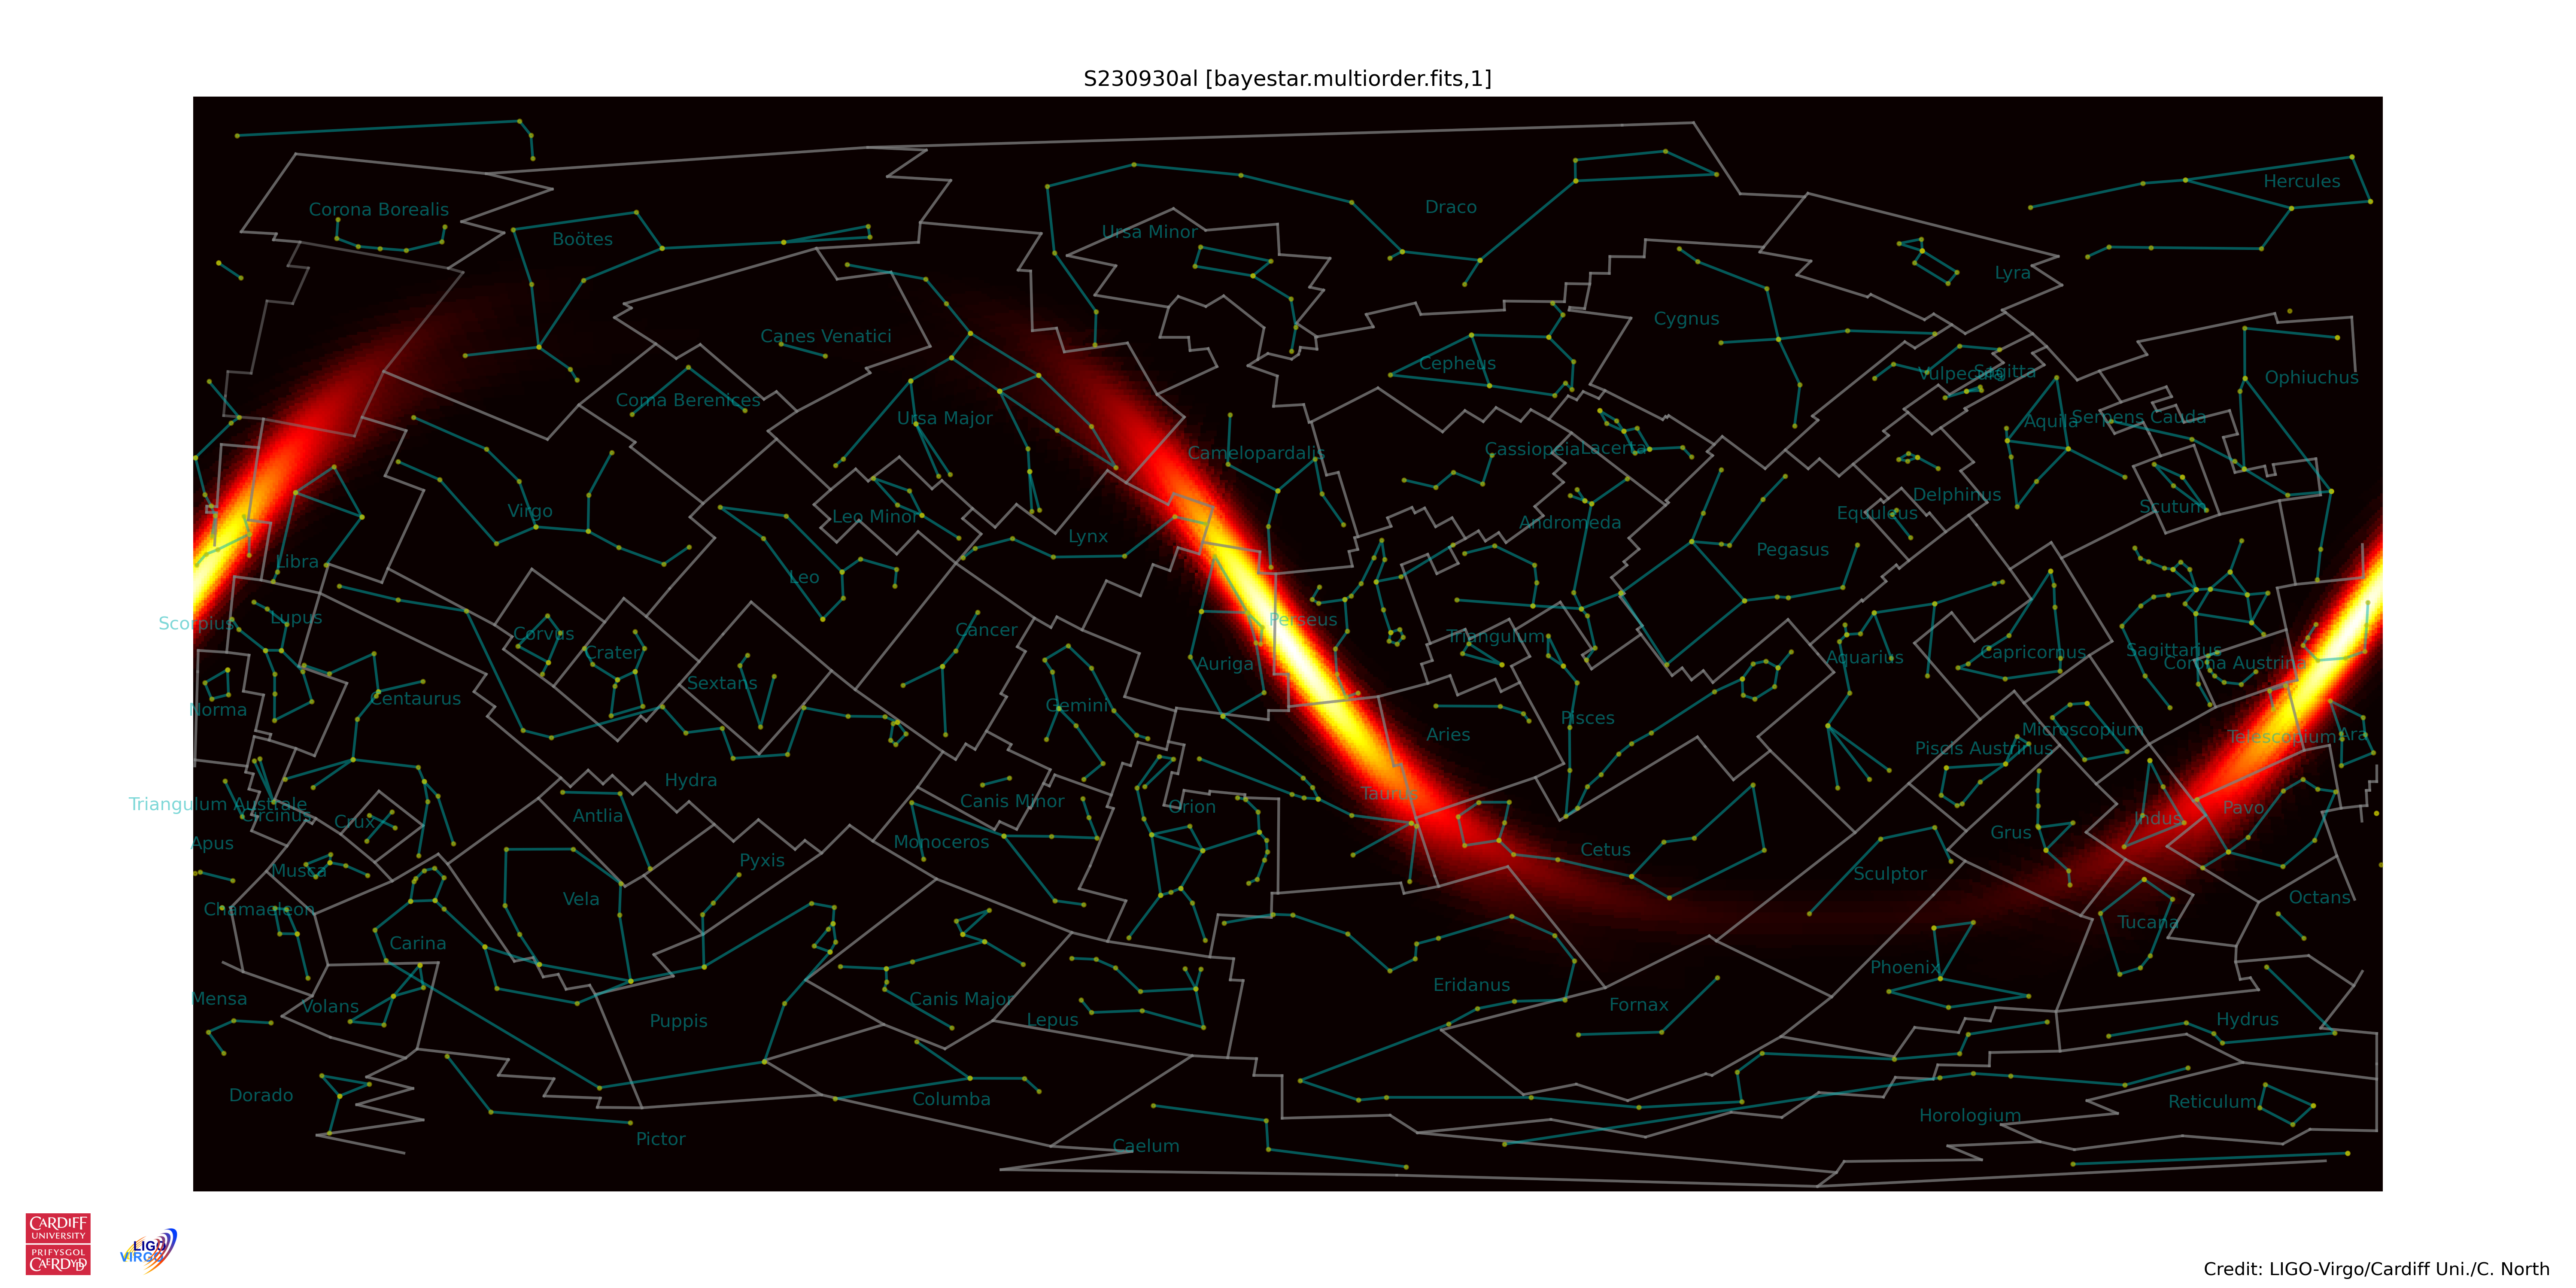 S230930al [bayestar.multiorder.fits,1]
Hercules
Corona Borealis
Draco
Ursa Minor
Boötes
Lyra
Cygnus
Canes Venatici
Cepheus
Vulpecula
Sagitta
Ophiuchus
Coma Berenices
Ursa Major
Aquila
Serpens Cauda
Camelopardalis
Cassiopeia
Lacerta
Virgo
Leo Minor
Andromeda
Delphinus
Equuleus
Scutum
Lynx
Pegasus
Libra
Leo
Scorpius
Lupus
Perseus
Corvus
Cancer
Triangulum
Crater
Auriga
Aquarius
Capricornus
Sagittarius
Corona Austrina
Sextans
Centaurus
Norma
Gemini
Pisces
Aries
Microscopium
Telescopium
Ara
Piscis Austrinus
Hydra
Taurus
Triangulum Australe
Circinus
Canis Minor
Orion
Pavo
Antlia
Crux
Indus
Grus
Apus
Monoceros
Cetus
Pyxis
Musca
Sculptor
Vela
Octans
Chamaeleon
Tucana
Carina
Phoenix
Eridanus
Mensa
Volans
Canis Major
Fornax
Puppis
Lepus
Hydrus
Dorado
Columba
Reticulum
Horologium
Pictor
Caelum
CARDIFF
UNIVERSITY
PRIFYSGOL
CAERDYDD
LIGO
VIRGO
Credit: LIGO-Virgo/Cardiff Uni./C. North